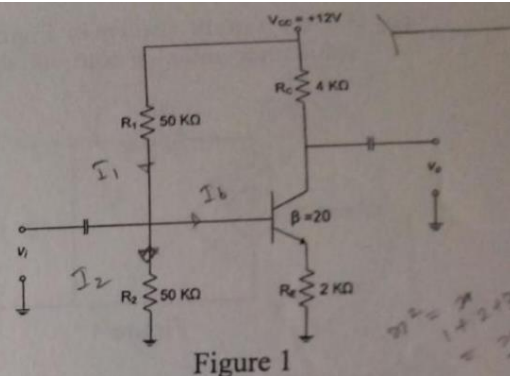 Vcc = +12V
Rc 4 KΩ
R₁ 50 KΩ
I₁
Ib
β =20
vₒ
vᵢ
I₂
R₂ 50 KΩ
Rᴇ 2 KΩ
Figure 1